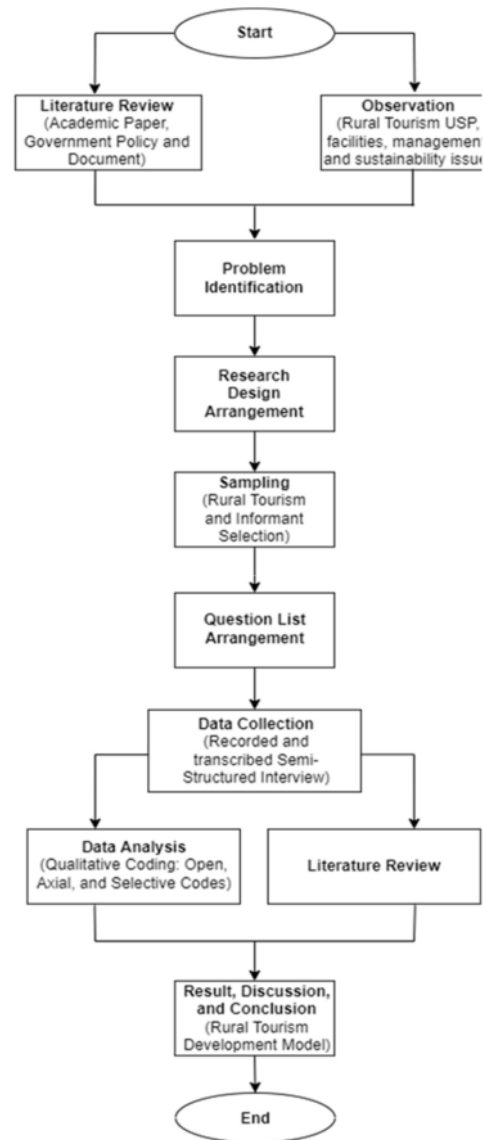 Start
Literature Review
(Academic Paper,
Government Policy and
Document)
Observation
(Rural Tourism USP,
facilities, management
and sustainability issue
Problem
Identification
Research
Design
Arrangement
Sampling
(Rural Tourism
and Informant
Selection)
Question List
Arrangement
Data Collection
(Recorded and
transcribed Semi-
Structured Interview)
Data Analysis
(Qualitative Coding: Open,
Axial, and Selective Codes)
Literature Review
Result, Discussion,
and Conclusion
(Rural Tourism
Development Model)
End